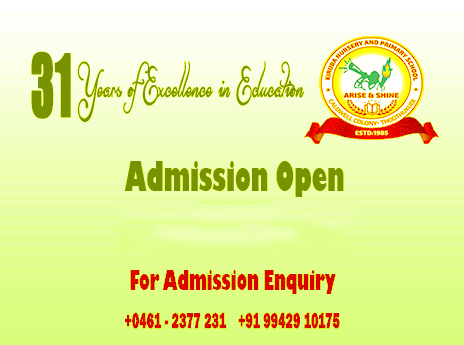 31 Years of Excellence in Education
KIRUBA NURSERY AND PRIMARY SCHOOL
ARISE & SHINE
CALDWELL COLONY- THOOTHUKUDI
ESTD:1985
Admission Open
For Admission Enquiry
+0461 - 2377 231 +91 99429 10175